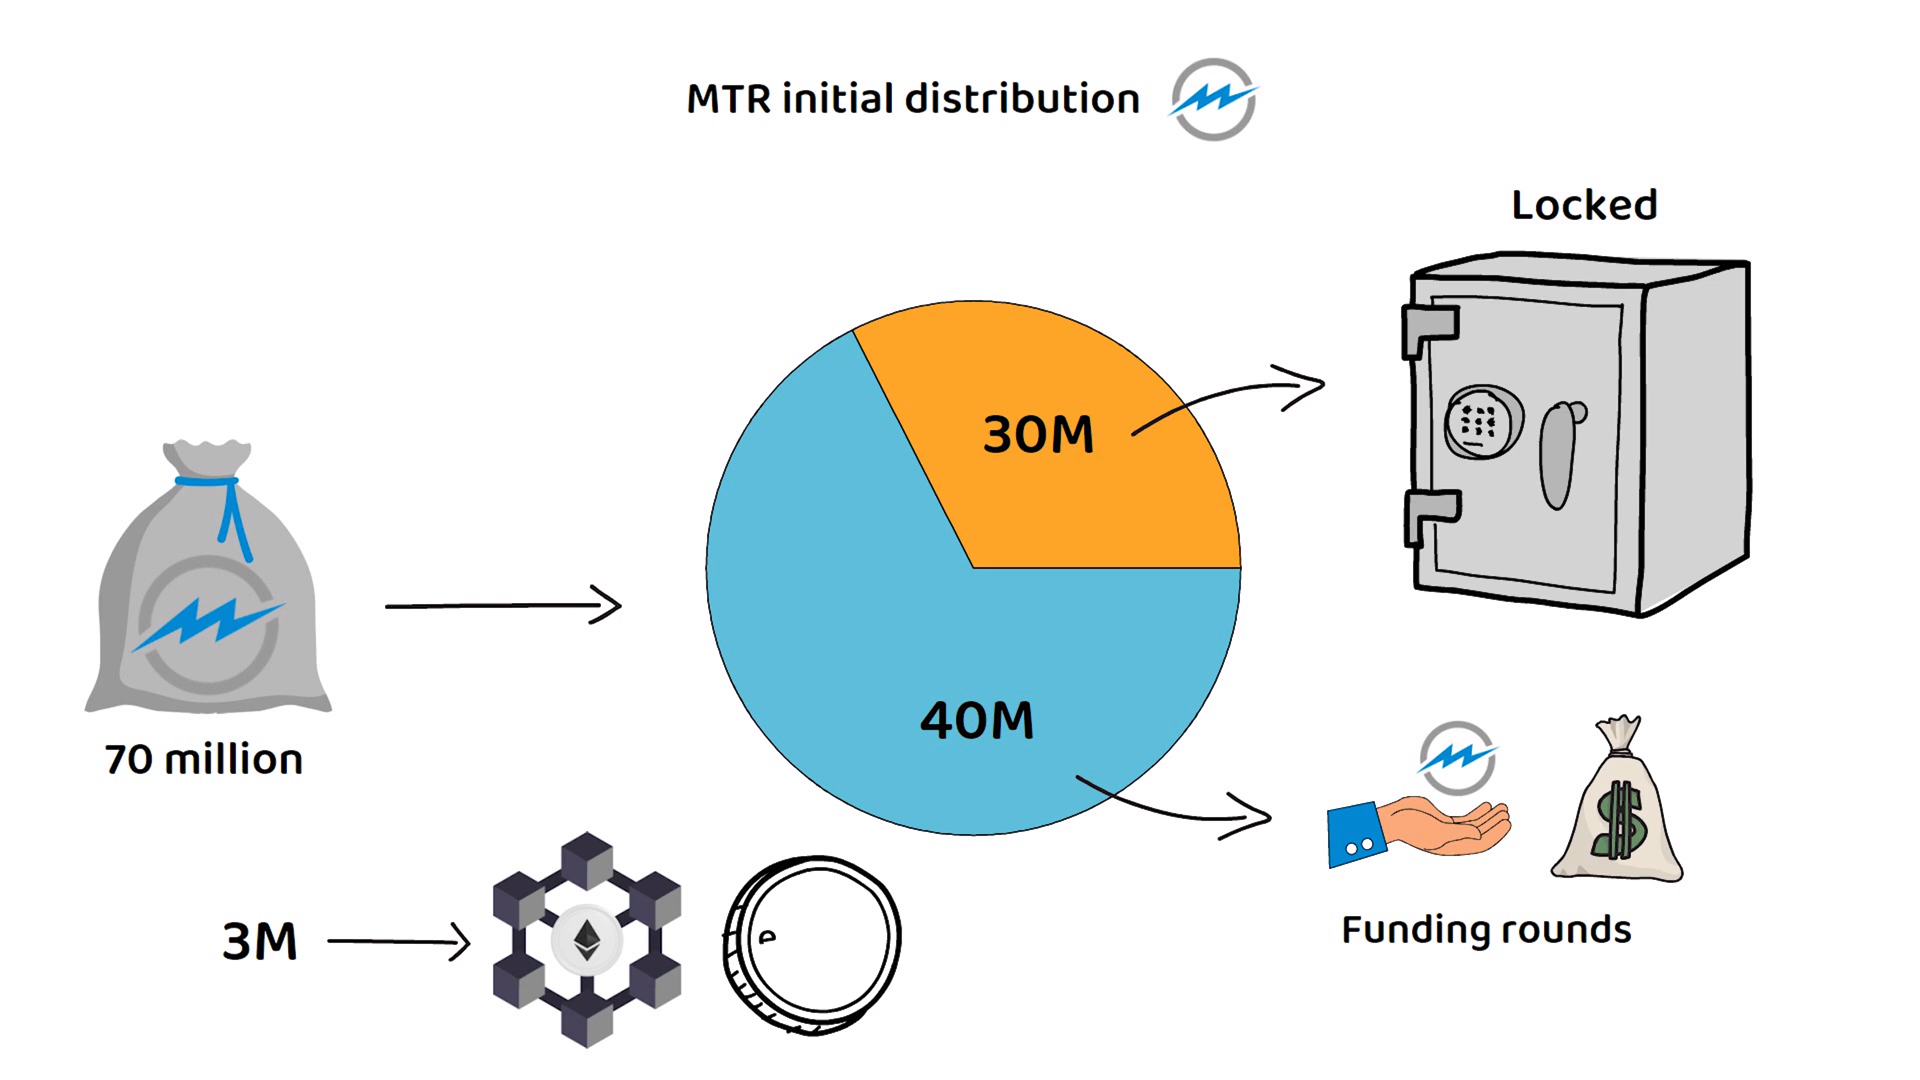 MTR initial distribution
Locked
30M
40M
70 million
Funding rounds
3M